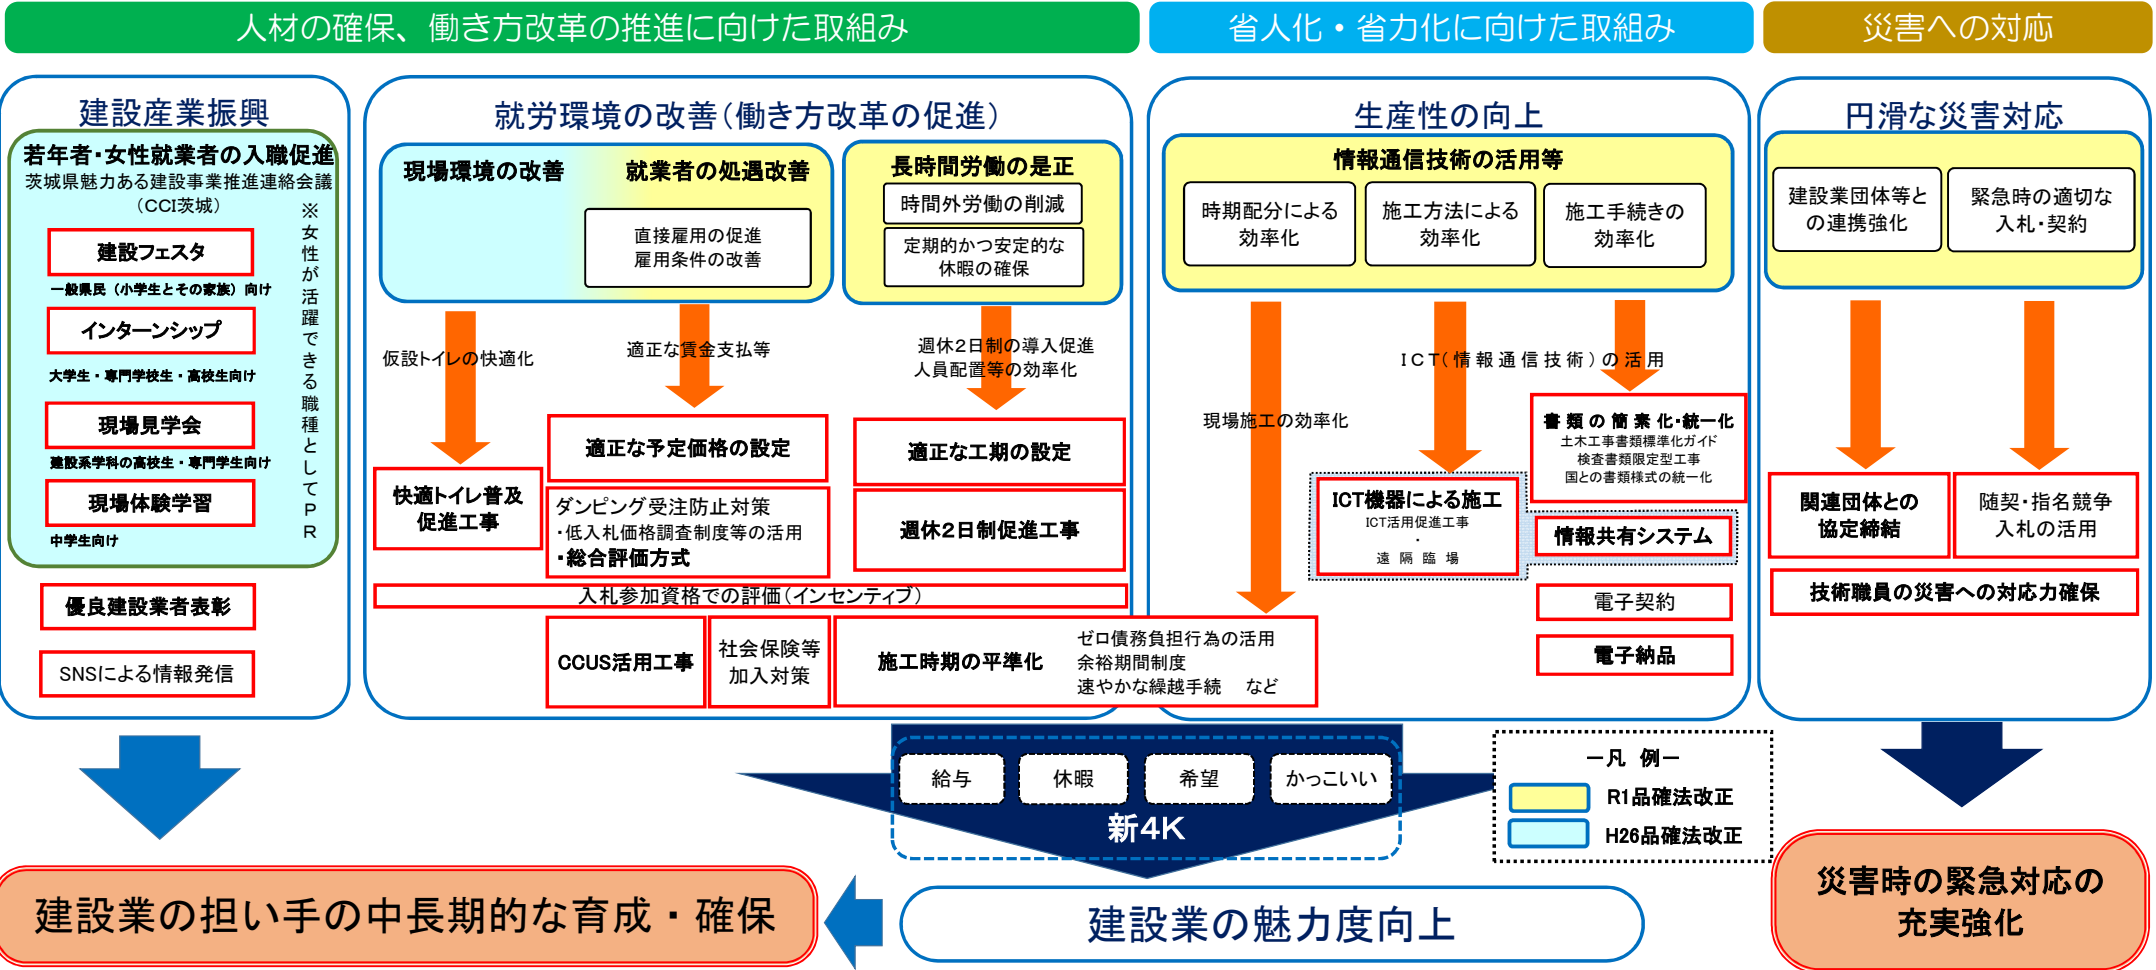 人材の確保、働き方改革の推進に向けた取組み
省人化・省力化に向けた取組み
災害への対応
建設産業振興
若年者・女性就業者の入職促進
茨城県魅力ある建設事業推進連絡会議
（CCI茨城）
※女性が活躍できる職種としてPR
建設フェスタ
一般県民（小学生とその家族）向け
インターンシップ
大学生・専門学校生・高校生向け
現場見学会
建設系学科の高校生・専門学生向け
現場体験学習
中学生向け
優良建設業者表彰
SNSによる情報発信
就労環境の改善（働き方改革の促進）
現場環境の改善
就業者の処遇改善
直接雇用の促進
雇用条件の改善
長時間労働の是正
時間外労働の削減
定期的かつ安定的な
休暇の確保
仮設トイレの快適化
適正な賃金支払等
週休2日制の導入促進
人員配置等の効率化
快適トイレ普及
促進工事
適正な予定価格の設定
ダンピング受注防止対策
・低入札価格調査制度等の活用
・総合評価方式
適正な工期の設定
週休2日制促進工事
入札参加資格での評価（インセンティブ）
CCUS活用工事
社会保険等
加入対策
施工時期の平準化
ゼロ債務負担行為の活用
余裕期間制度
速やかな繰越手続　など
生産性の向上
情報通信技術の活用等
時期配分による
効率化
施工方法による
効率化
施工手続きの
効率化
ICT（情報通信技術）の活用
現場施工の効率化
書類の簡素化・統一化
土木工事書類標準化ガイド
検査書類限定型工事
国との書類様式の統一化
ICT機器による施工
ICT活用促進工事
・
遠隔臨場
情報共有システム
電子契約
電子納品
円滑な災害対応
建設業団体等と
の連携強化
緊急時の適切な
入札・契約
関連団体との
協定締結
随契・指名競争
入札の活用
技術職員の災害への対応力確保
給与
休暇
希望
かっこいい
新4K
－凡 例－
R1品確法改正
H26品確法改正
建設業の担い手の中長期的な育成・確保
建設業の魅力度向上
災害時の緊急対応の
充実強化